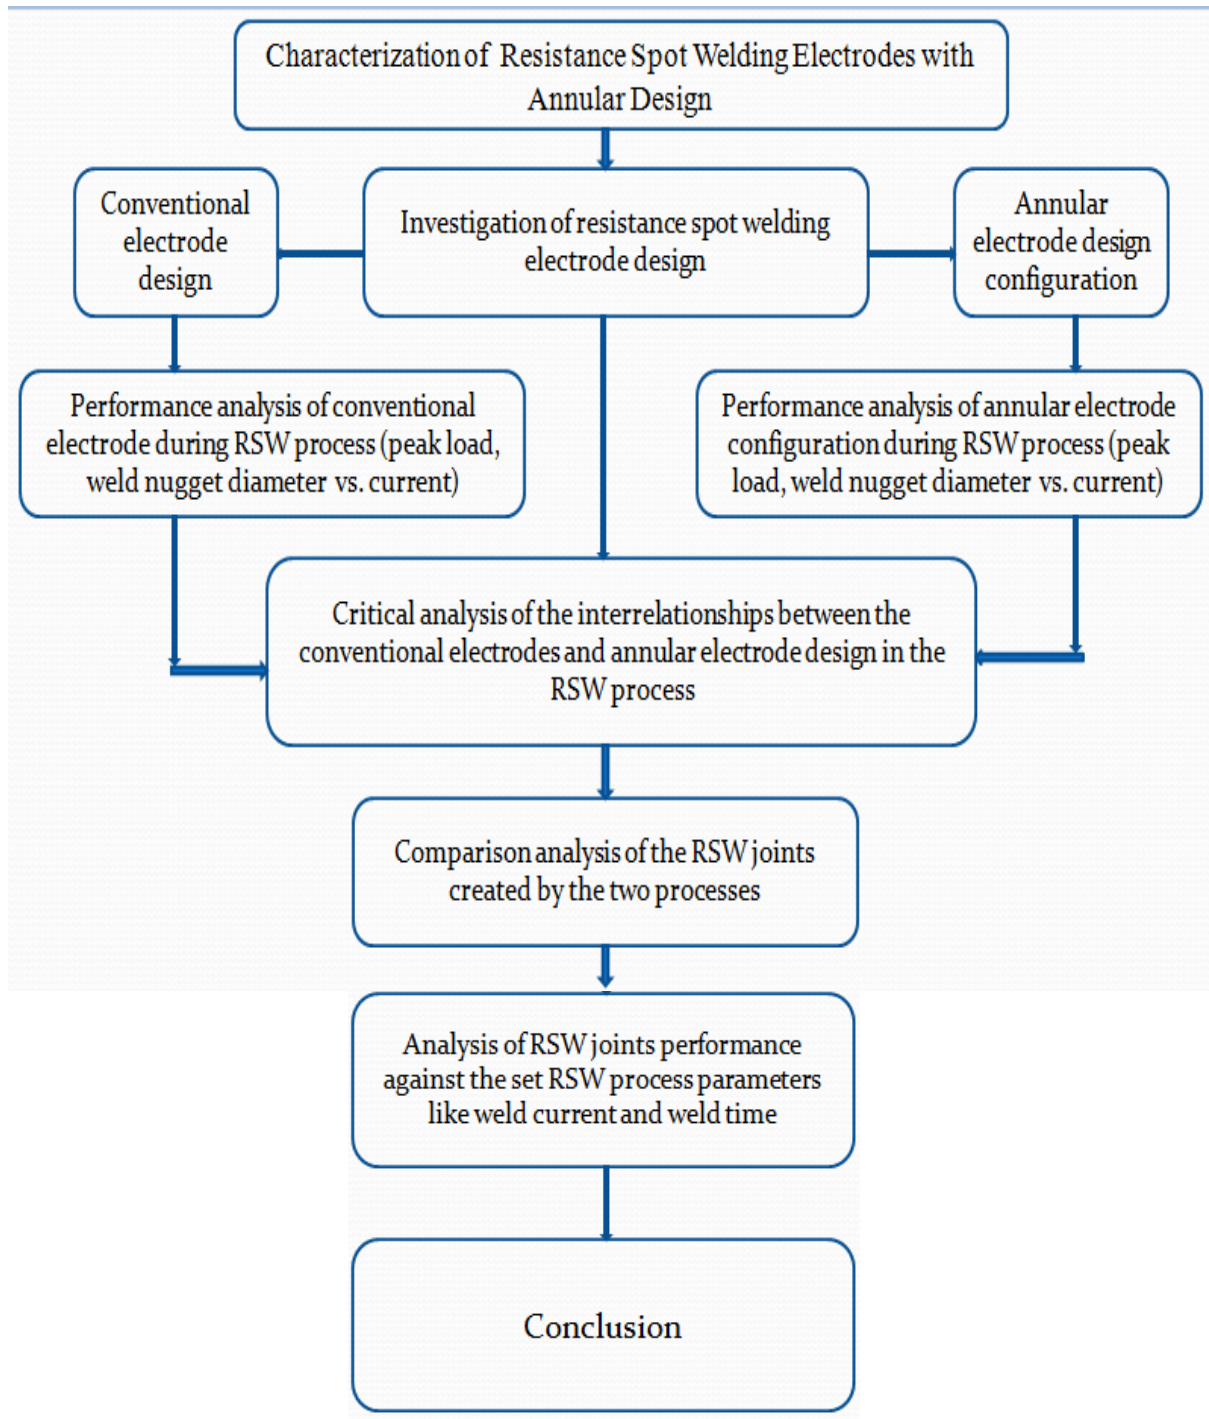 Characterization of Resistance Spot Welding Electrodes with
Annular Design
Conventional
electrode
design
Investigation of resistance spot welding
electrode design
Annular
electrode design
configuration
Performance analysis of conventional
electrode during RSW process (peak load,
weld nugget diameter vs. current)
Performance analysis of annular electrode
configuration during RSW process (peak
load, weld nugget diameter vs. current)
Critical analysis of the interrelationships between the
conventional electrodes and annular electrode design in the
RSW process
Comparison analysis of the RSW joints
created by the two processes
Analysis of RSW joints performance
against the set RSW process parameters
like weld current and weld time
Conclusion